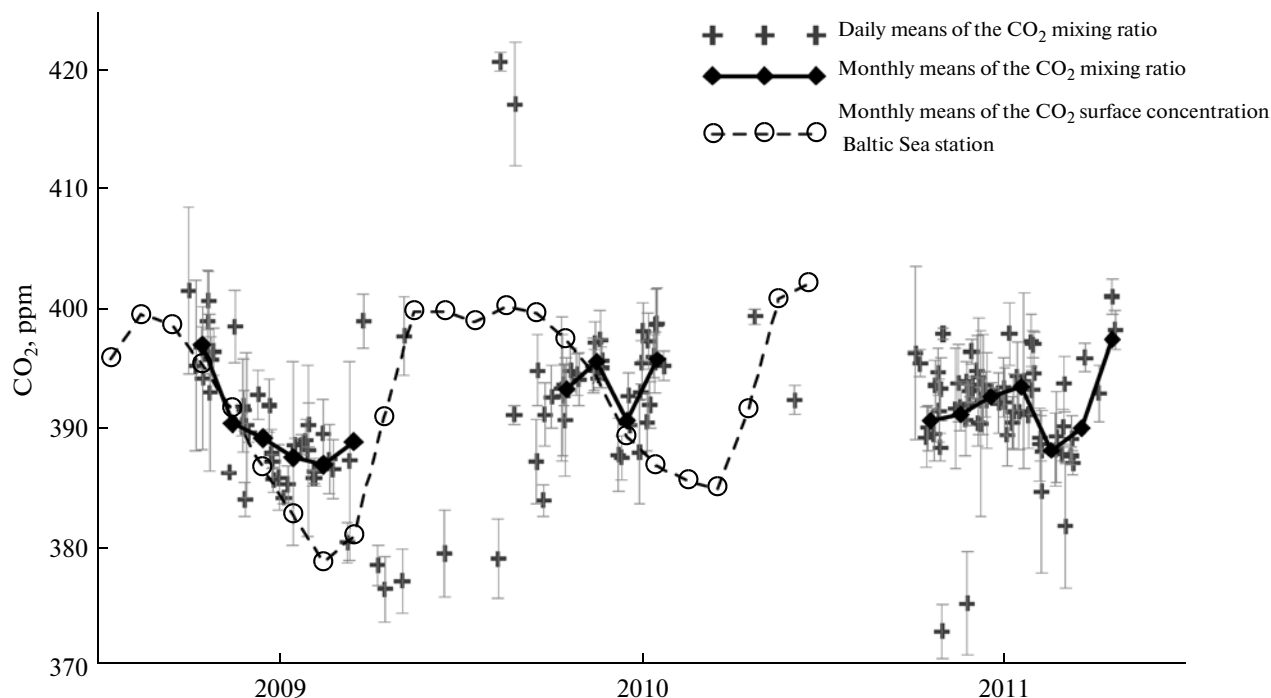 Daily means of the CO2 mixing ratio
Monthly means of the CO2 mixing ratio
Monthly means of the CO2 surface concentration
Baltic Sea station
CO2, ppm
420
410
400
390
380
370
2009
2010
2011